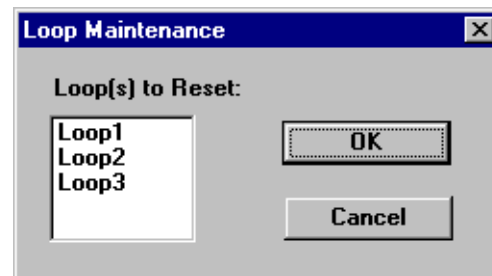 Loop Maintenance
Loop(s) to Reset:
Loop1
Loop2
Loop3
OK
Cancel